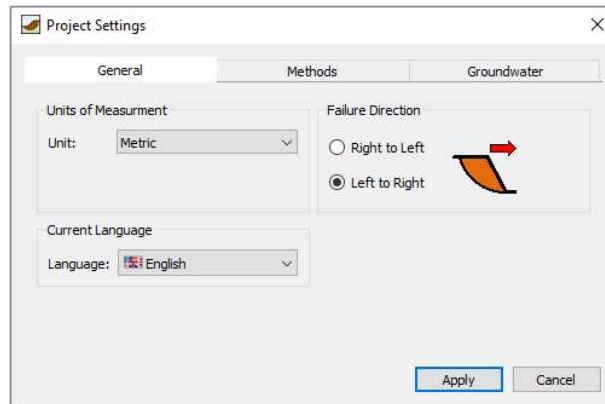 Project Settings
General
Methods
Groundwater
Units of Measurment
Unit:
Metric
Failure Direction
Right to Left
Left to Right
Current Language
Language:
English
Apply
Cancel